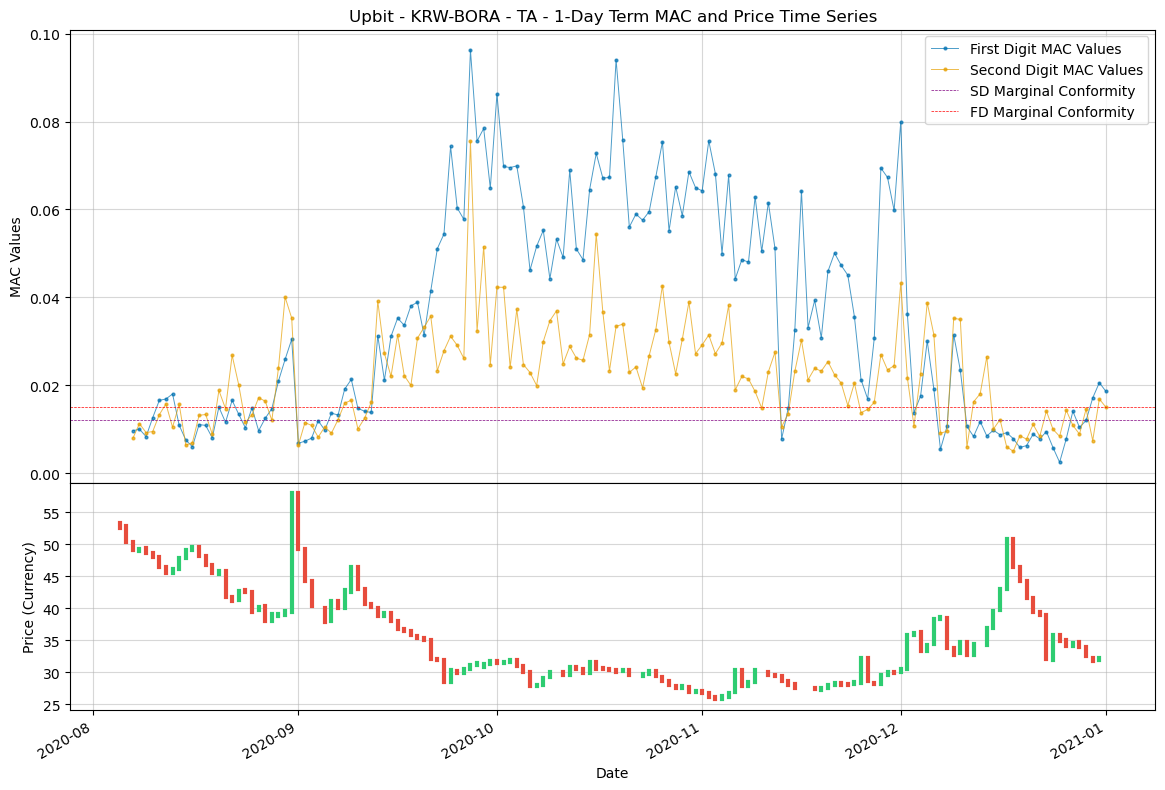 Upbit - KRW-BORA - TA - 1-Day Term MAC and Price Time Series
MAC Values
0.10
0.08
0.06
0.04
0.02
0.00
First Digit MAC Values
Second Digit MAC Values
SD Marginal Conformity
FD Marginal Conformity
Price (Currency)
55
50
45
40
35
30
25
2020-08
2020-09
2020-10
2020-11
2020-12
2021-01
Date